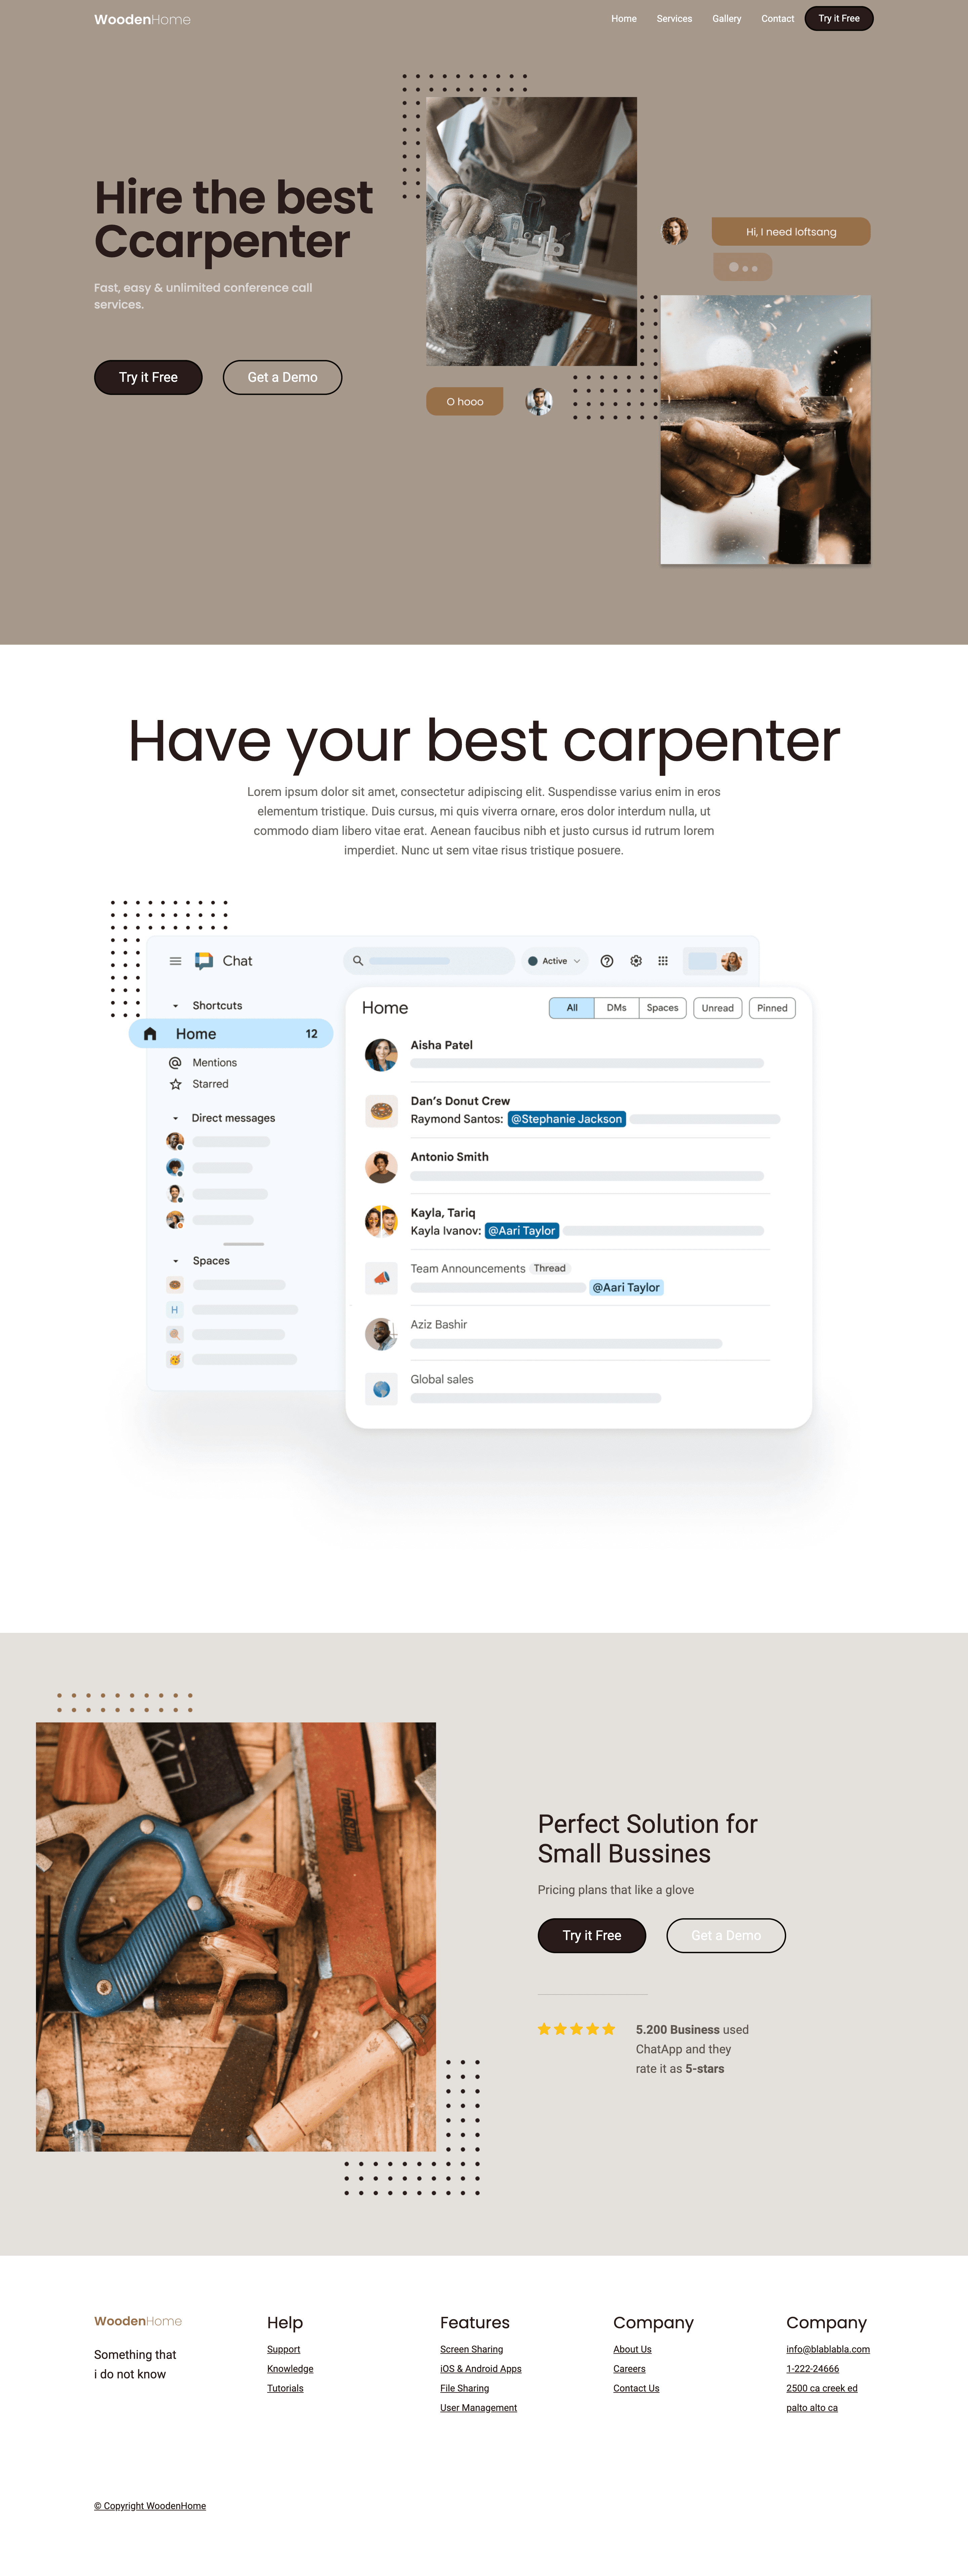 WoodenHome
Home Services Gallery Contact Try it Free
Hire the best
Ccarpenter
Fast, easy & unlimited conference call
services.
Try it Free Get a Demo
Hi, I need loftsang
O hooo
Have your best carpenter
Lorem ipsum dolor sit amet, consectetur adipiscing elit. Suspendisse varius enim in eros
elementum tristique. Duis cursus, mi quis viverra ornare, eros dolor interdum nulla, ut
commodo diam libero vitae erat. Aenean faucibus nibh et justo cursus id rutrum lorem
imperdiet. Nunc ut sem vitae risus tristique posuere.
Chat
Active
Shortcuts
Home 12
Mentions
Starred
Direct messages
Spaces
H
Home
All DMs Spaces Unread Pinned
Aisha Patel
Dan's Donut Crew
Raymond Santos: @Stephanie Jackson
Antonio Smith
Kayla, Tariq
Kayla Ivanov: @Aari Taylor
Team Announcements Thread
@Aari Taylor
Aziz Bashir
Global sales
KIT
Perfect Solution for
Small Bussines
Pricing plans that like a glove
Try it Free Get a Demo
5.200 Business used
ChatApp and they
rate it as 5-stars
WoodenHome
Something that
i do not know
Help
Support
Knowledge
Tutorials
Features
Screen Sharing
iOS & Android Apps
File Sharing
User Management
Company
About Us
Careers
Contact Us
Company
info@blablabla.com
1-222-24666
2500 ca creek ed
palto alto ca
© Copyright WoodenHome